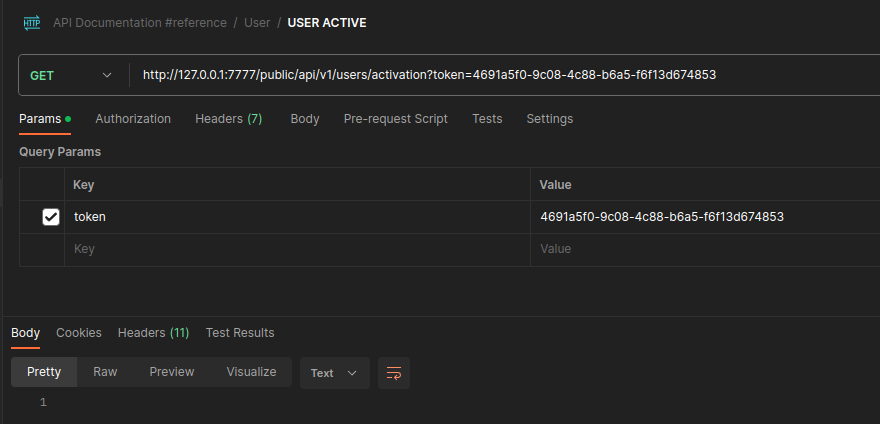 HTTP API Documentation #reference / User / USER ACTIVE
GET http://127.0.0.1:7777/public/api/v1/users/activation?token=4691a5f0-9c08-4c88-b6a5-f6f13d674853
Params Authorization Headers (7) Body Pre-request Script Tests Settings
Query Params
Key Value
token 4691a5f0-9c08-4c88-b6a5-f6f13d674853
Key Value
Body Cookies Headers (11) Test Results
Pretty Raw Preview Visualize Text
1